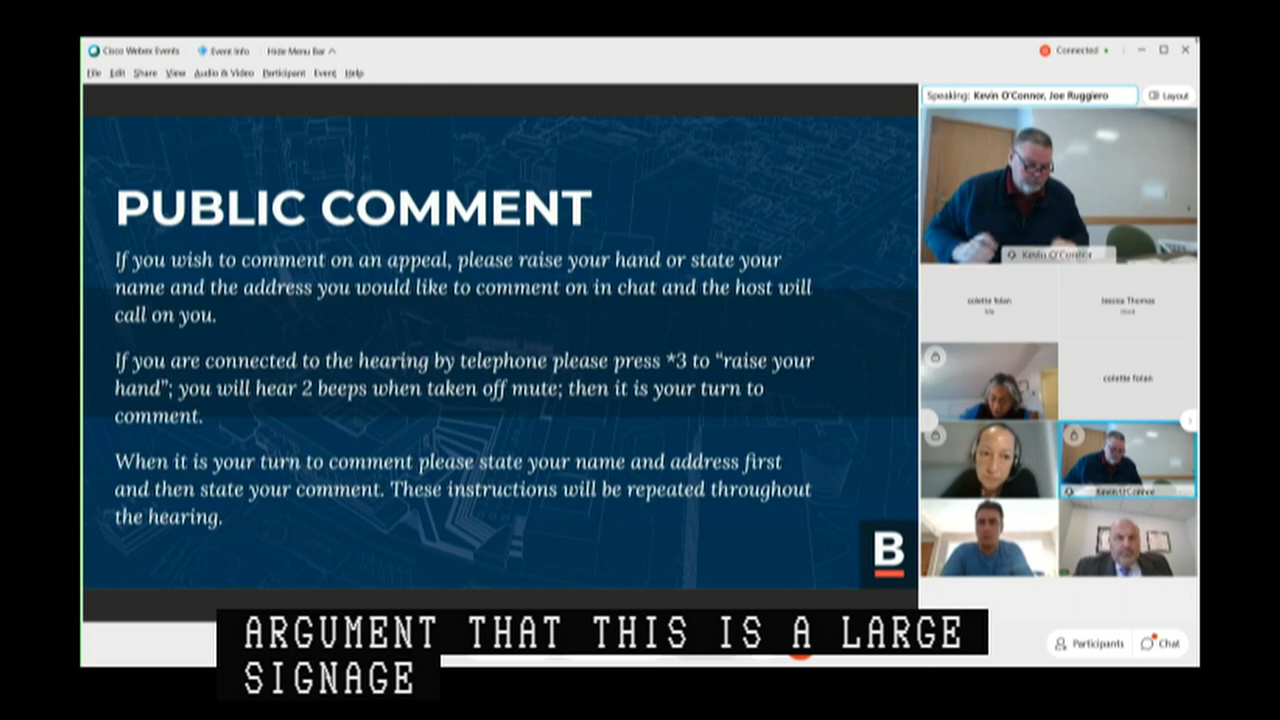 Cisco Webex Events
Event Info
Hide Menu Bar
Connected
File Edit Share View Audio & Video Participant Event Help
Speaking: Kevin O'Connor, Joe Ruggiero
Layout
PUBLIC COMMENT
If you wish to comment on an appeal, please raise your hand or state your
name and the address you would like to comment on in chat and the host will
call on you.
If you are connected to the hearing by telephone please press *3 to “raise your
hand”; you will hear 2 beeps when taken off mute; then it is your turn to
comment.
When it is your turn to comment please state your name and address first
and then state your comment. These instructions will be repeated throughout
the hearing.
B
Kevin O'Connor
colette folan
Me
Jessica Thomas
Host
colette folan
Kevin O'Connor
ARGUMENT THAT THIS IS A LARGE
SIGNAGE
Participants
Chat